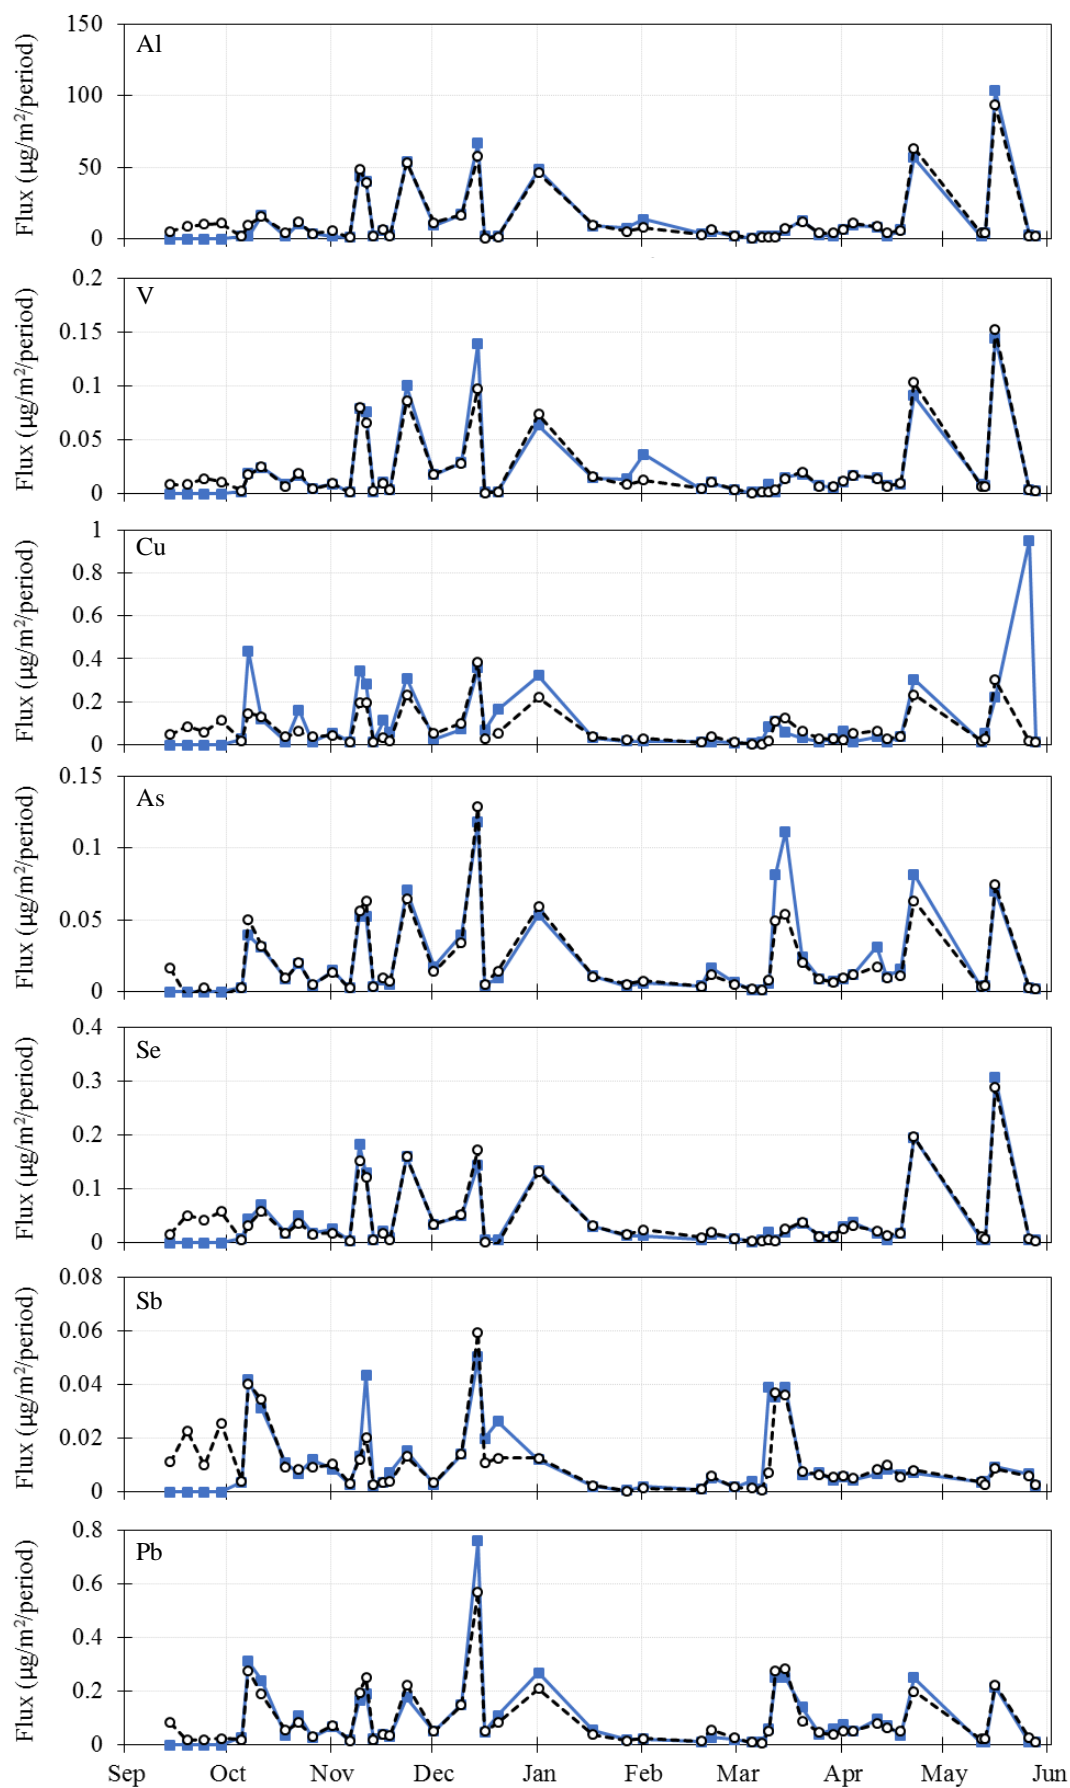 150
Al
100
50
0
Flux (μg/m²/period)
0.2
V
0.15
0.1
0.05
0
Flux (μg/m²/period)
1
Cu
0.8
0.6
0.4
0.2
0
Flux (μg/m²/period)
0.15
As
0.1
0.05
0
Flux (μg/m²/period)
0.4
Se
0.3
0.2
0.1
0
Flux (μg/m²/period)
0.08
Sb
0.06
0.04
0.02
0
Flux (μg/m²/period)
0.8
Pb
0.6
0.4
0.2
0
Flux (μg/m²/period)
Sep Oct Nov Dec Jan Feb Mar Apr May Jun